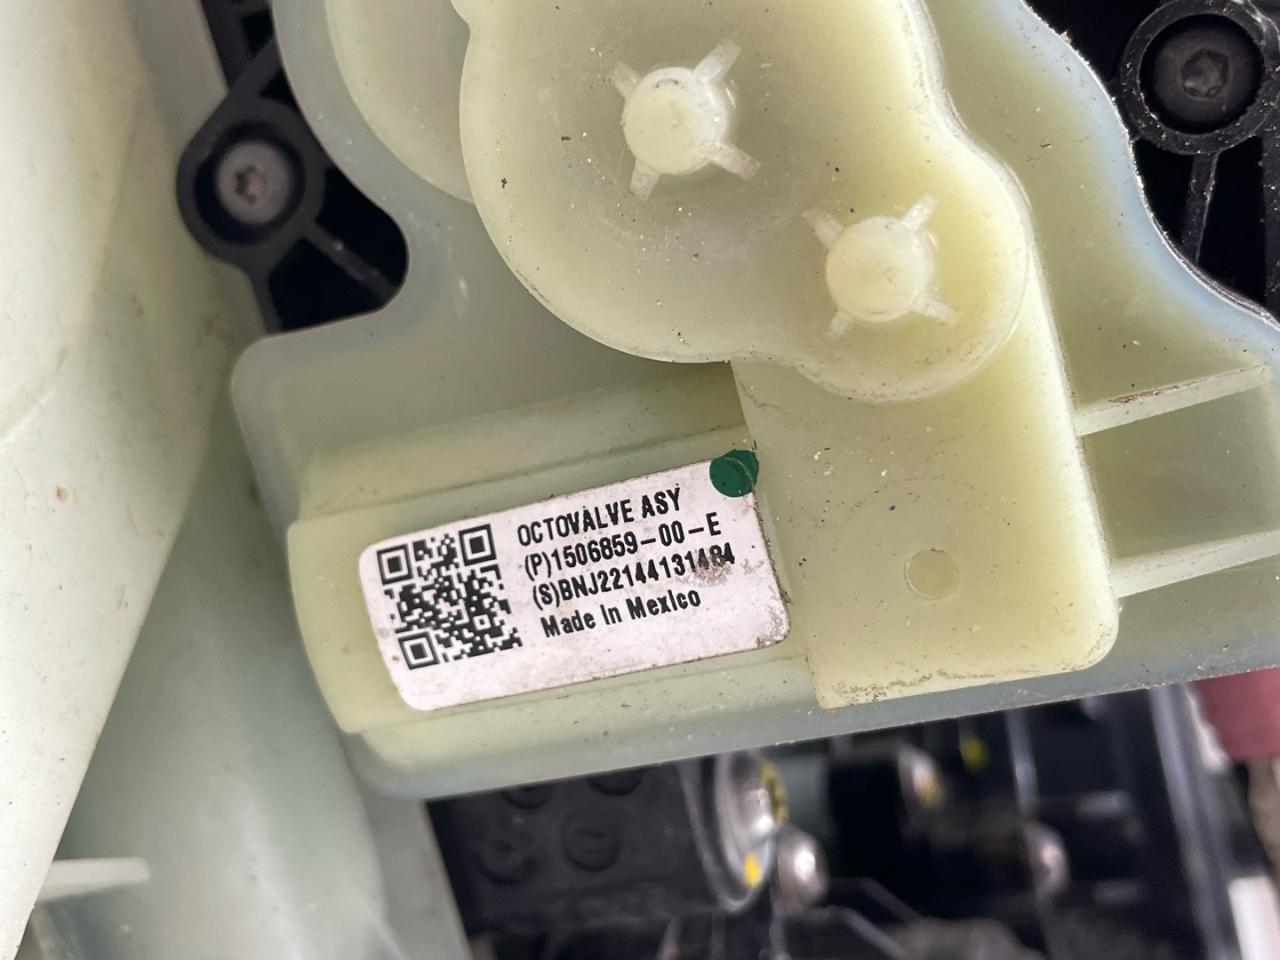 OCTOVALVE ASY
(P)1506859-00-E
(S)BNJ22144131484
Made In Mexico